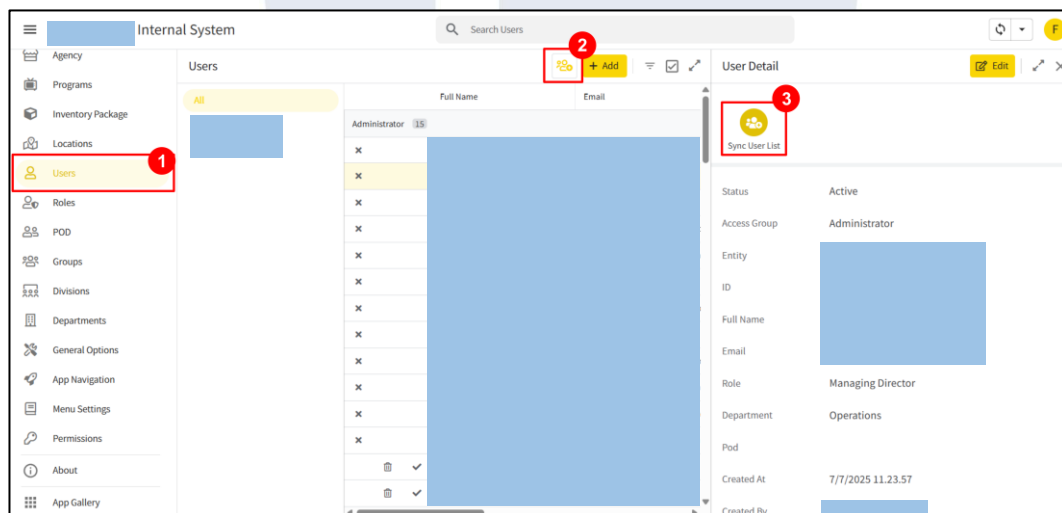 Internal System
Search Users
F
Agency
Programs
Inventory Package
Locations
1
Users
Roles
POD
Groups
Divisions
Departments
General Options
App Navigation
Menu Settings
Permissions
About
App Gallery
Users
2
+ Add
All
Full Name Email
Administrator 15
User Detail
Edit
3
Sync User List
Status Active
Access Group Administrator
Entity
ID
Full Name
Email
Role Managing Director
Department Operations
Pod
Created At 7/7/2025 11.23.57
Created By